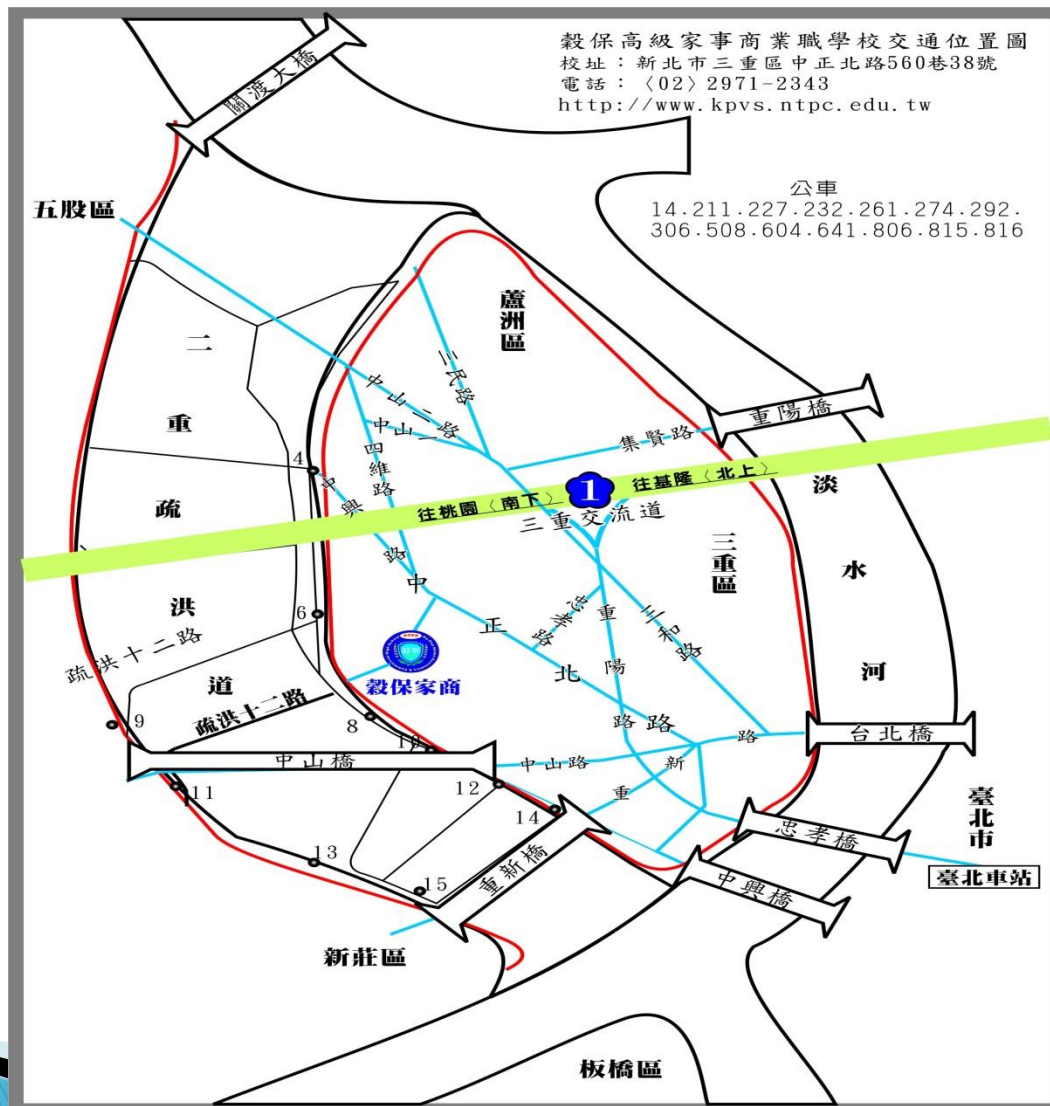 穀保高級家事商業職學校交通位置圖
校址：新北市三重區中正北路560巷38號
電話：〈02〉2971-2343
http://www.kpvs.ntpc.edu.tw
關渡大橋
公車
14.211.227.232.261.274.292.
306.508.604.641.806.815.816
五股區
蘆洲區
二重疏洪道
三民路
中山二路
中山一路
四維路
重陽橋
集賢路
4
中興路
往桃園〈南下〉
1
往基隆〈北上〉
三重交流道
淡水河
三重區
中正北路
忠孝路
重陽路
三和路
6
疏洪十二路
穀保家商
疏洪十二路
8
9
10
中山橋
中山路
重新路
台北橋
11
12
14
臺北市
忠孝橋
13
重新橋
15
中興橋
臺北車站
新莊區
板橋區